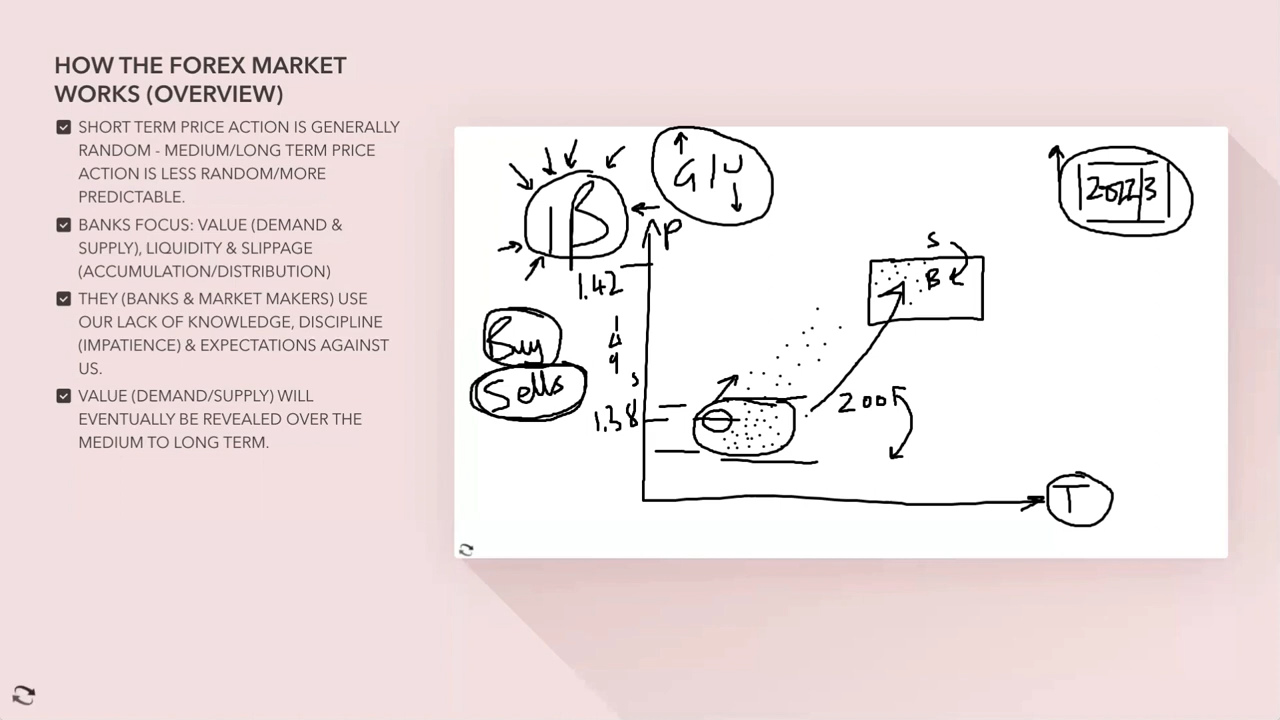 HOW THE FOREX MARKET
WORKS (OVERVIEW)
SHORT TERM PRICE ACTION IS GENERALLY
RANDOM - MEDIUM/LONG TERM PRICE
ACTION IS LESS RANDOM/MORE
PREDICTABLE.
BANKS FOCUS: VALUE (DEMAND &
SUPPLY), LIQUIDITY & SLIPPAGE
(ACCUMULATION/DISTRIBUTION)
THEY (BANKS & MARKET MAKERS) USE
OUR LACK OF KNOWLEDGE, DISCIPLINE
(IMPATIENCE) & EXPECTATIONS AGAINST
US.
VALUE (DEMAND/SUPPLY) WILL
EVENTUALLY BE REVEALED OVER THE
MEDIUM TO LONG TERM.
IB
G/U
P
1.42
Buy
Sells
1.38
S
B
T